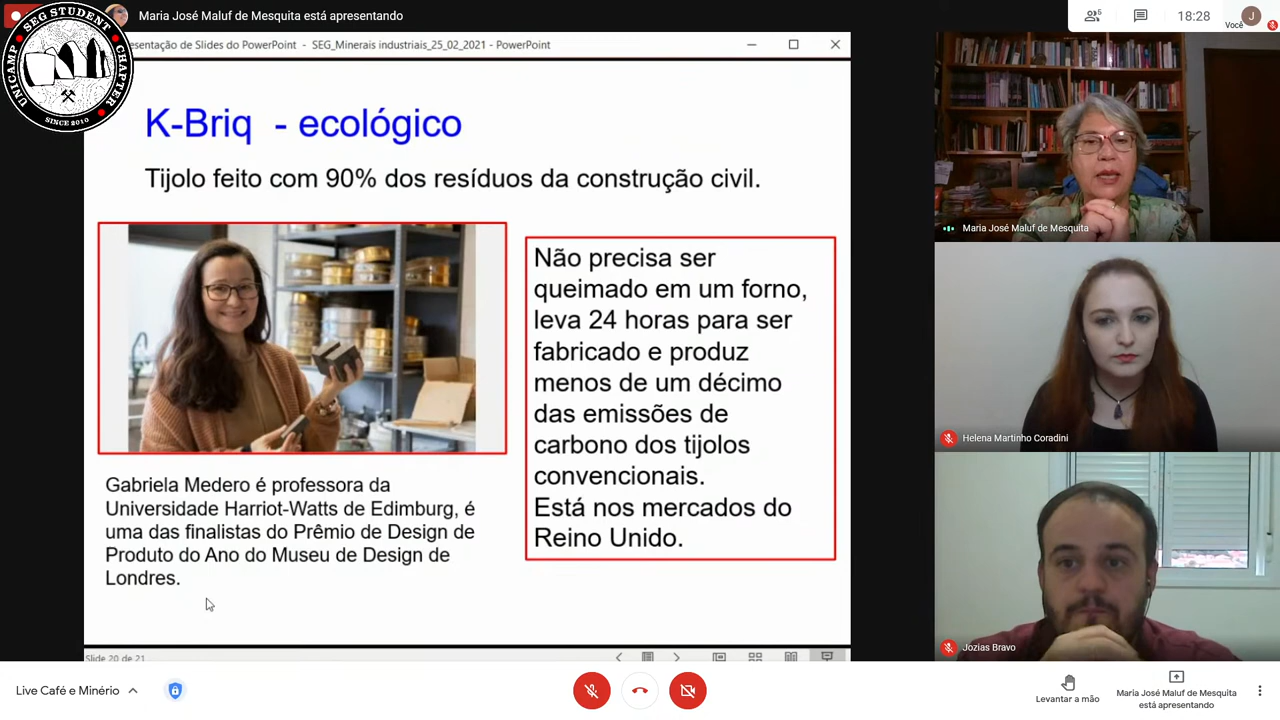 Maria José Maluf de Mesquita está apresentando
5
18:28
J
Você
SEG STUDENT
UNICAMP
CHAPTER
SINCE 2010
esentação de Slides do PowerPoint - SEG_Minerais industriais_25_02_2021 - PowerPoint
K-Briq - ecológico
Tijolo feito com 90% dos resíduos da construção civil.
Não precisa ser
queimado em um forno,
leva 24 horas para ser
fabricado e produz
menos de um décimo
das emissões de
carbono dos tijolos
convencionais.
Está nos mercados do
Reino Unido.
Gabriela Medero é professora da
Universidade Harriot-Watts de Edimburg, é
uma das finalistas do Prêmio de Design de
Produto do Ano do Museu de Design de
Londres.
Slide 20 de 21
Maria José Maluf de Mesquita
Helena Martinho Coradini
Jozias Bravo
Live Café e Minério
Levantar a mão
Maria José Maluf de Mesquita
está apresentando